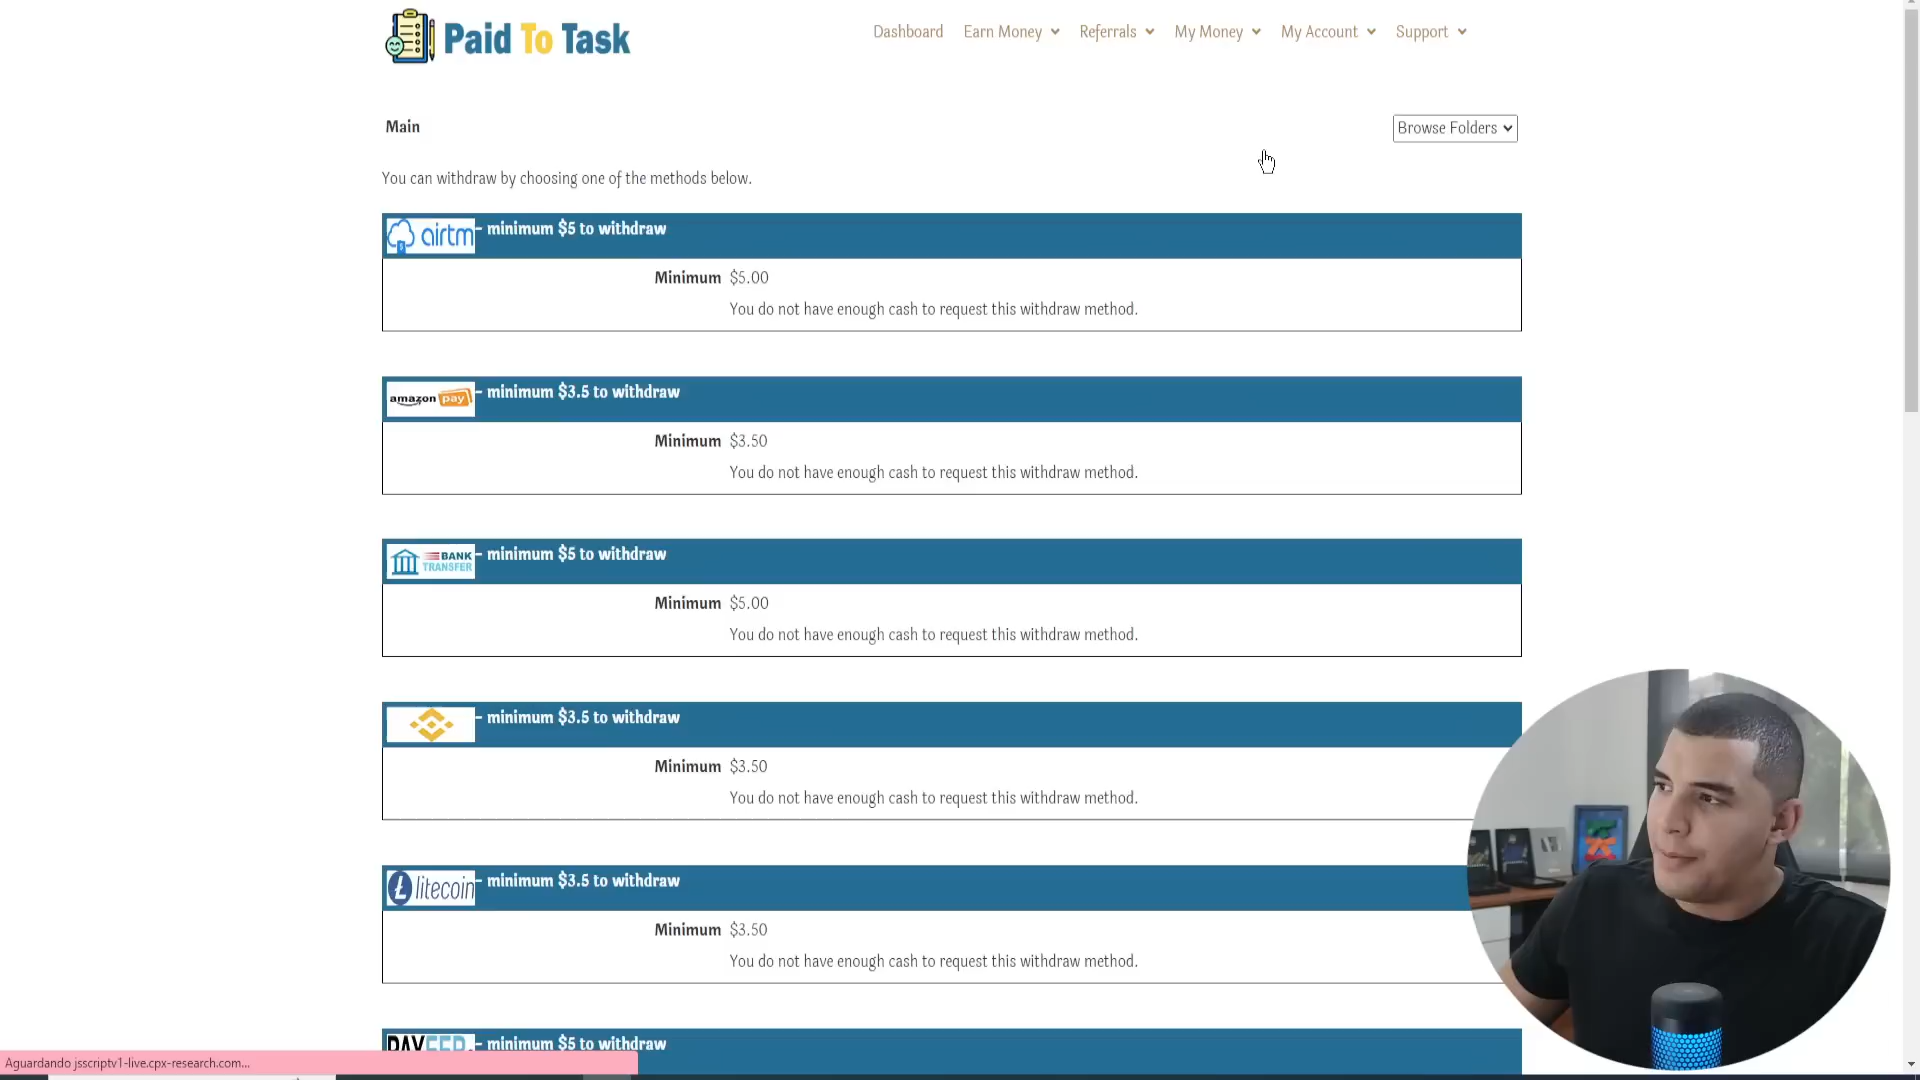 Paid To Task
Dashboard Earn Money Referrals My Money My Account Support
Main
Browse Folders
You can withdraw by choosing one of the methods below.
airtm - minimum $5 to withdraw
Minimum $5.00
You do not have enough cash to request this withdraw method.
amazon pay - minimum $3.5 to withdraw
Minimum $3.50
You do not have enough cash to request this withdraw method.
BANK TRANSFER - minimum $5 to withdraw
Minimum $5.00
You do not have enough cash to request this withdraw method.
- minimum $3.5 to withdraw
Minimum $3.50
You do not have enough cash to request this withdraw method.
litecoin - minimum $3.5 to withdraw
Minimum $3.50
You do not have enough cash to request this withdraw method.
PAYEER - minimum $5 to withdraw
Aguardando jsscriptv1-live.cpx-research.com...